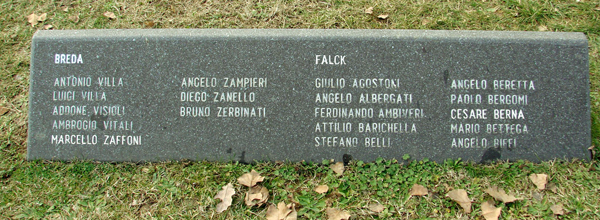 BREDA
ANTONIO VILLA
LUIGI VILLA
ADDONE VISIOLI
AMBROGIO VITALI
MARCELLO ZAFFONI
ANGELO ZAMPIERI
DIEGO ZANELLO
BRUNO ZERBINATI
FALCK
GIULIO AGOSTONI
ANGELO ALBERGATI
FERDINANDO AMBIVERI
ATTILIO BARICHELLA
STEFANO BELLI
ANGELO BERETTA
PAOLO BERGOMI
CESARE BERNA
MARIO BETTEGA
ANGELO BIFFI